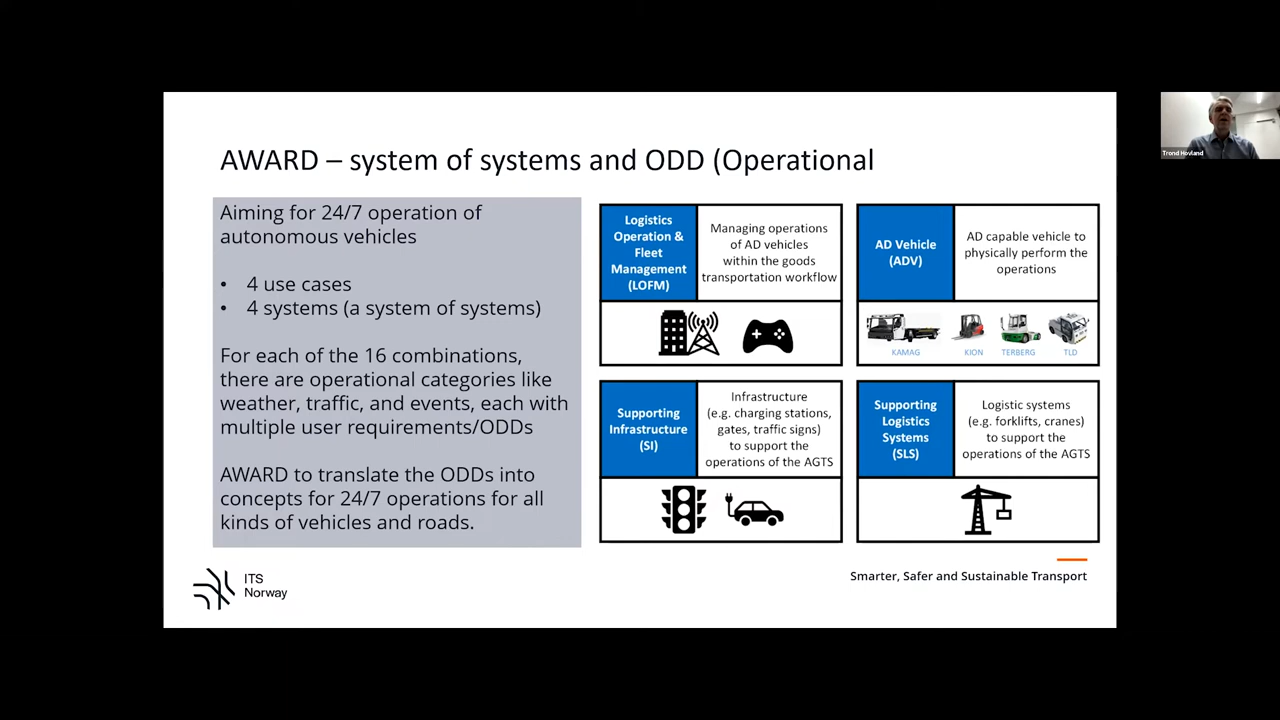 AWARD – system of systems and ODD (Operational
Aiming for 24/7 operation of
autonomous vehicles
• 4 use cases
• 4 systems (a system of systems)
For each of the 16 combinations,
there are operational categories like
weather, traffic, and events, each with
multiple user requirements/ODDs
AWARD to translate the ODDs into
concepts for 24/7 operations for all
kinds of vehicles and roads.
Logistics
Operation &
Fleet
Management
(LOFM)
Managing operations
of AD vehicles
within the goods
transportation workflow
AD Vehicle
(ADV)
AD capable vehicle to
physically perform the
operations
KAMAG
KION
TERBERG
TLD
Supporting
Infrastructure
(SI)
Infrastructure
(e.g. charging stations,
gates, traffic signs)
to support the
operations of the AGTS
Supporting
Logistics
Systems
(SLS)
Logistic systems
(e.g. forklifts, cranes)
to support the
operations of the AGTS
ITS
Norway
Smarter, Safer and Sustainable Transport
Trond Hovland